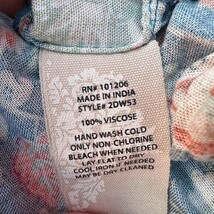 RN# 101206
MADE IN INDIA
STYLE# 2DW53
100% VISCOSE
HAND WASH COLD
ONLY NON-CHLORINE
BLEACH WHEN NEEDED
LAY FLAT TO DRY
COOL IRON IF NEEDED
MAY BE DRY CLEANED